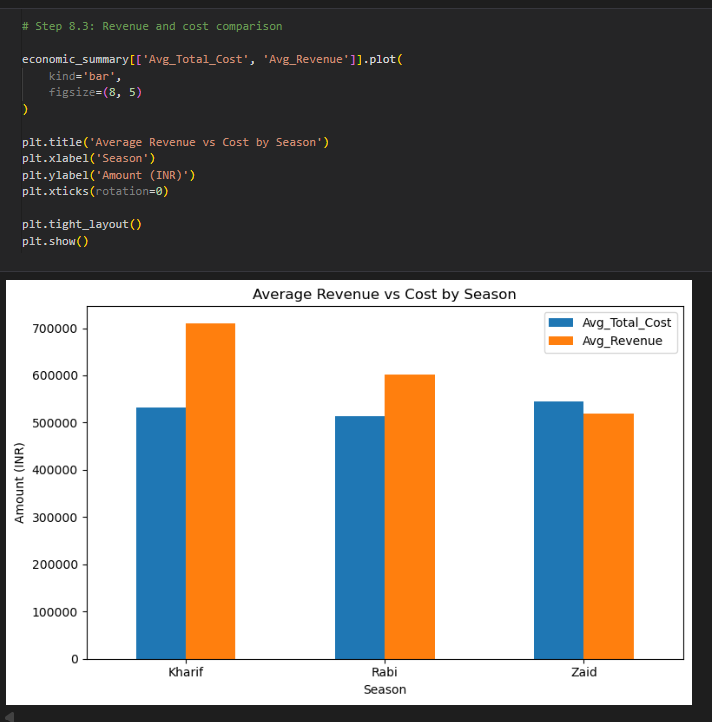 # Step 8.3: Revenue and cost comparison
economic_summary[['Avg_Total_Cost', 'Avg_Revenue']].plot(
    kind='bar',
    figsize=(8, 5)
)
plt.title('Average Revenue vs Cost by Season')
plt.xlabel('Season')
plt.ylabel('Amount (INR)')
plt.xticks(rotation=0)
plt.tight_layout()
plt.show()
Average Revenue vs Cost by Season
Avg_Total_Cost
Avg_Revenue
700000
600000
500000
400000
300000
200000
100000
0
Amount (INR)
Kharif Rabi Zaid
Season